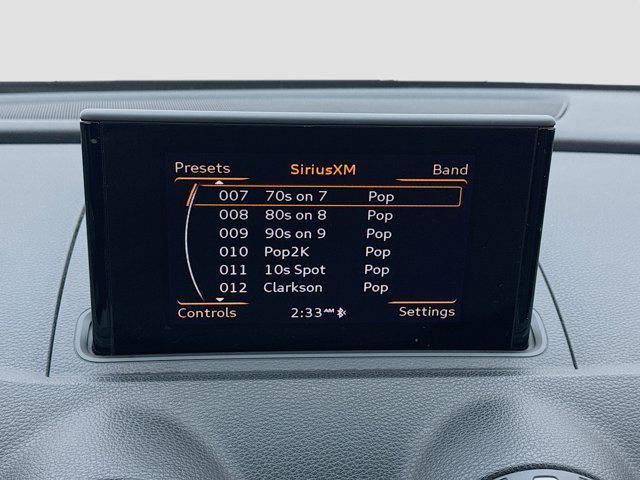 Presets SiriusXM Band
007 70s on 7 Pop
008 80s on 8 Pop
009 90s on 9 Pop
010 Pop2K Pop
011 10s Spot Pop
012 Clarkson Pop
Controls 2:33 AM Settings